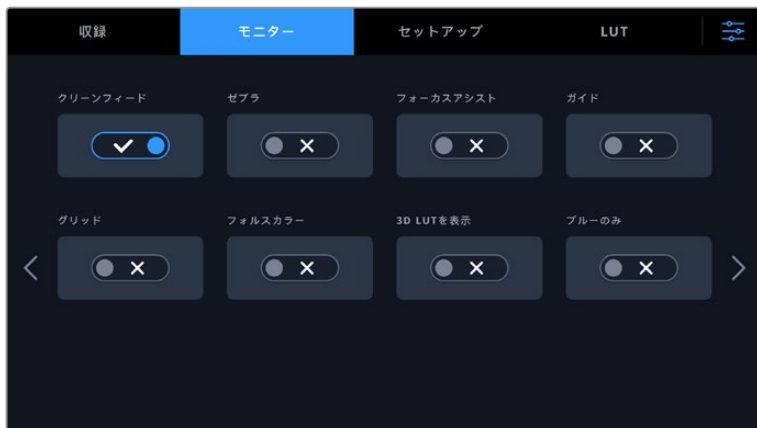 収録 モニター セットアップ LUT
クリーンフィード ゼブラ フォーカスアシスト ガイド
グリッド フォルスカラー 3D LUTを表示 ブルーのみ